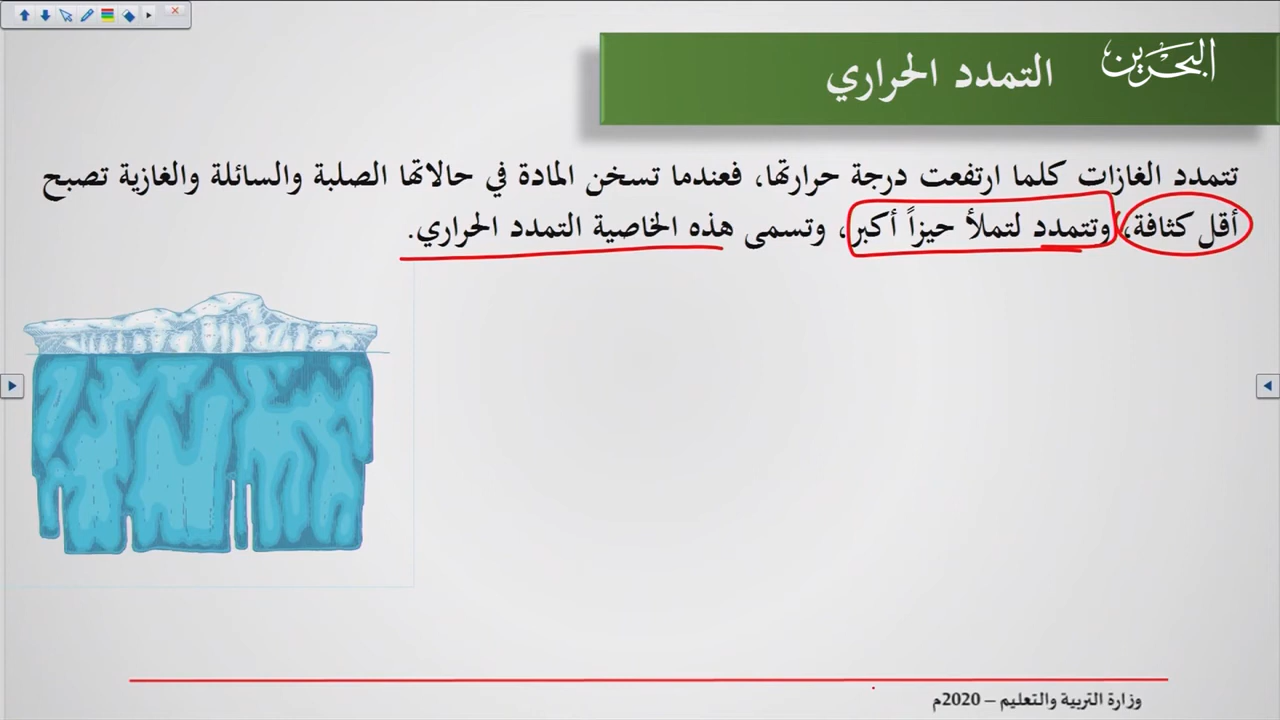 البحرين
التمدد الحراري
تتمدد الغازات كلما ارتفعت درجة حرارتها، فعندما تسخن المادة في حالاتها الصلبة والسائلة والغازية تصبح
أقل كثافة، وتتمدد لتملأ حيزاً أكبر، وتسمى هذه الخاصية التمدد الحراري.
وزارة التربية والتعليم – 2020م